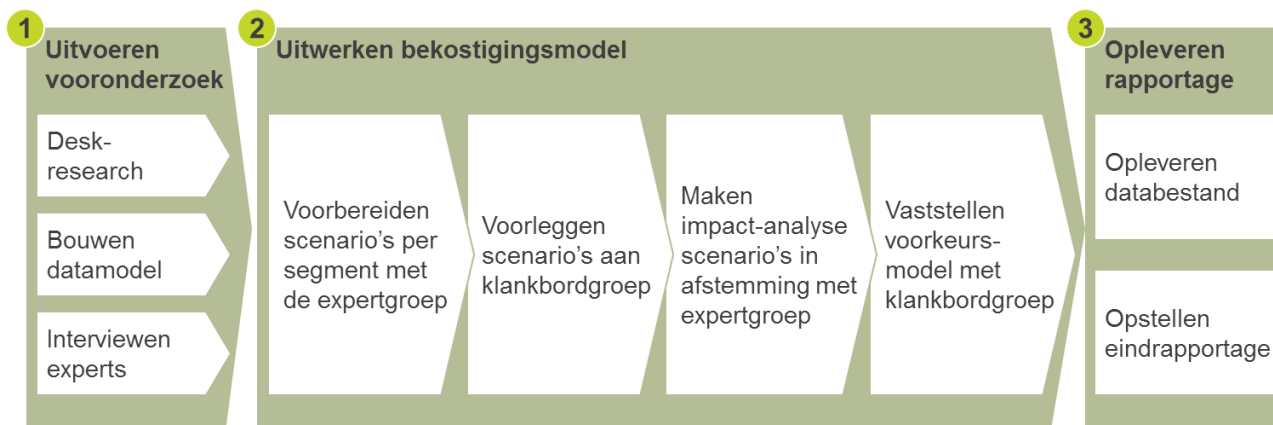 1
Uitvoeren
vooronderzoek
Desk-
research
Bouwen
datamodel
Interviewen
experts
2
Uitwerken bekostigingsmodel
Voorbereiden
scenario's per
segment met
de expertgroep
Voorleggen
scenario's aan
klankbordgroep
Maken
impact-analyse
scenario's in
afstemming met
expertgroep
Vaststellen
voorkeurs-
model met
klankbordgroep
3
Opleveren
rapportage
Opleveren
databestand
Opstellen
eindrapportage